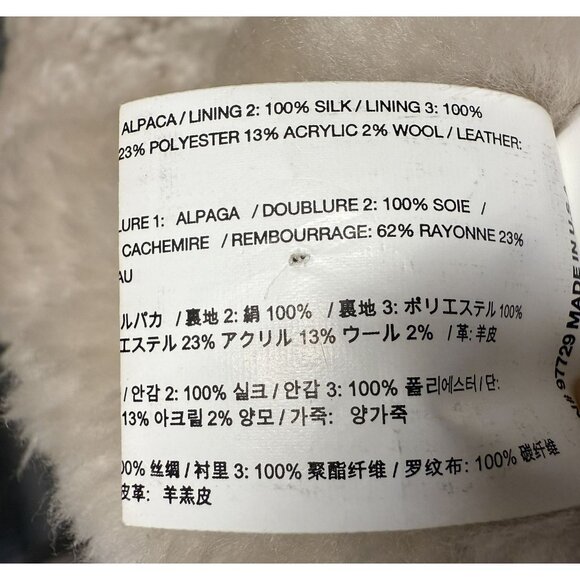 ALPACA / LINING 2: 100% SILK / LINING 3: 100%
23% POLYESTER 13% ACRYLIC 2% WOOL / LEATHER:
LURE 1: ALPAGA / DOUBLURE 2: 100% SOIE /
CACHEMIRE / REMBOURRAGE: 62% RAYONNE 23%
AU
ルパカ / 裏地 2: 絹 100% / 裏地 3: ポリエステル 100%
エステル 23% アクリル 13% ウール 2% / 革: 羊皮
/ 안감 2: 100% 실크 / 안감 3: 100% 폴리에스터 / 단:
13% 아크릴 2% 양모 / 가죽: 양가죽
00% 丝绸 / 衬里 3: 100% 聚酯纤维 / 罗纹布: 100% 碳纤维
皮革: 羊羔皮
# 97729 MADE IN U.S.A